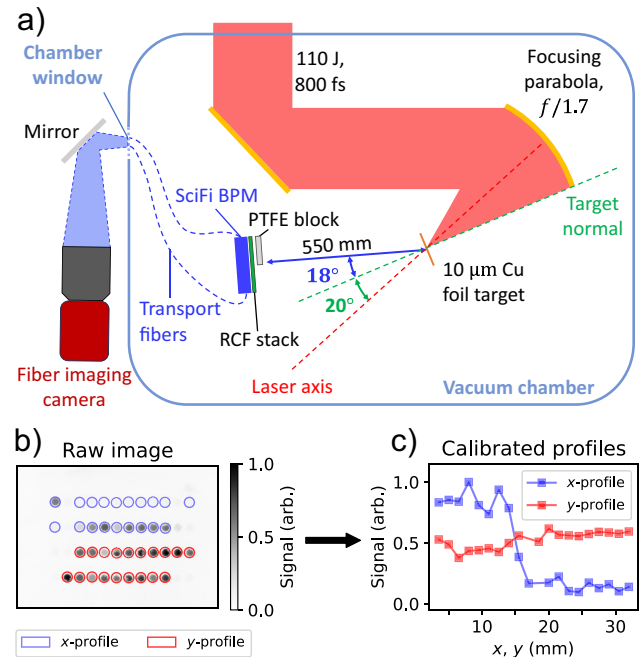 a)
Chamber
window
110 J,
800 fs
Focusing
parabola,
f/1.7
Mirror
SciFi BPM
PTFE block
550 mm
Target
normal
18°
10 μm Cu
foil target
20°
Transport
fibers
RCF stack
Fiber imaging
camera
Laser axis
Vacuum chamber
b)
Raw image
1.0
0.5
0.0
Signal (arb.)
x-profile
y-profile
c)
Calibrated profiles
x-profile
y-profile
1.0
0.5
0.0
Signal (arb.)
10 20 30
x, y (mm)